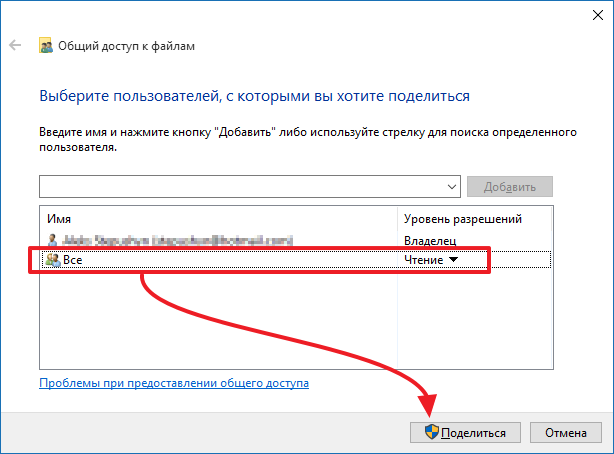 Общий доступ к файлам
Выберите пользователей, с которыми вы хотите поделиться
Введите имя и нажмите кнопку "Добавить" либо используйте стрелку для поиска определенного
пользователя.
Добавить
Имя Уровень разрешений
Владелец
Все Чтение
Проблемы при предоставлении общего доступа
Поделиться Отмена